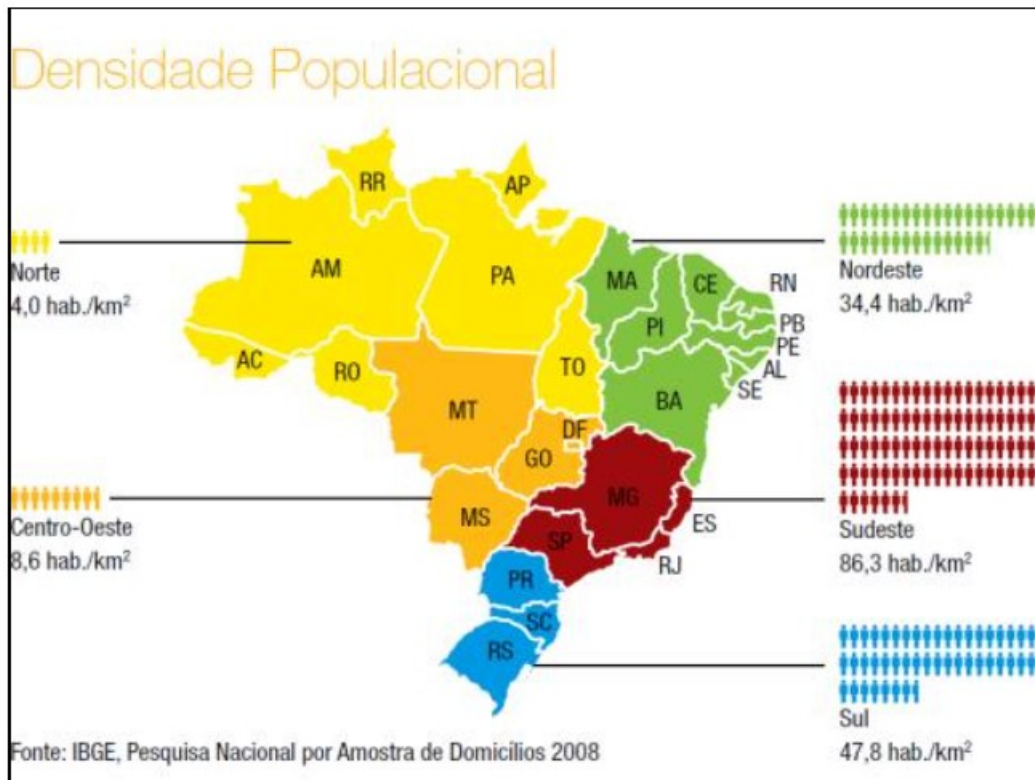 Densidade Populacional
RR
AP
AM
PA
Norte
4,0 hab./km²
MA
CE
RN
PI
PB
PE
AL
SE
Nordeste
34,4 hab./km²
AC
RO
TO
BA
MT
DF
GO
MG
Centro-Oeste
8,6 hab./km²
MS
ES
SP
RJ
Sudeste
86,3 hab./km²
PR
SC
RS
Sul
47,8 hab./km²
Fonte: IBGE, Pesquisa Nacional por Amostra de Domicílios 2008